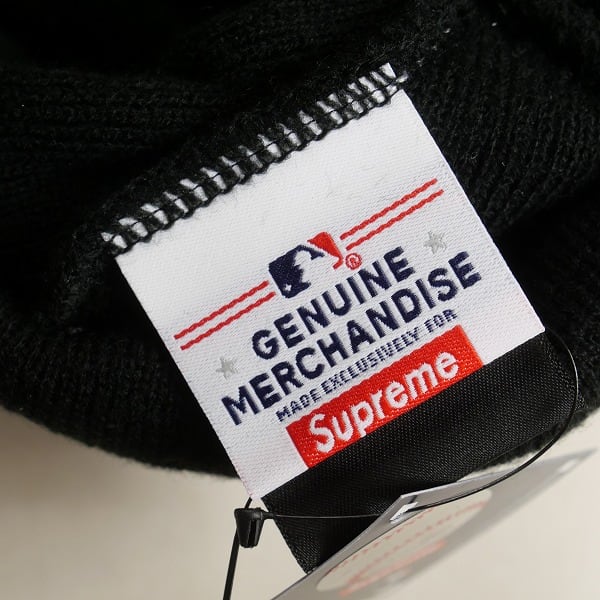 ®
GENUINE
MERCHANDISE
MADE EXCLUSIVELY FOR
Supreme